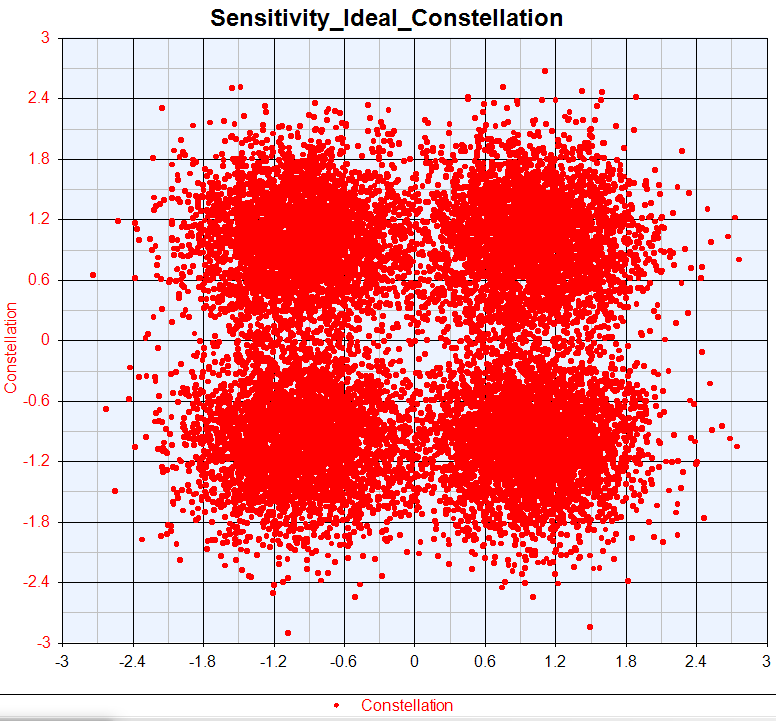 Sensitivity_Ideal_Constellation
3
2.4
1.8
1.2
0.6
0
-0.6
-1.2
-1.8
-2.4
-3
Constellation
-3 -2.4 -1.8 -1.2 -0.6 0 0.6 1.2 1.8 2.4 3
Constellation